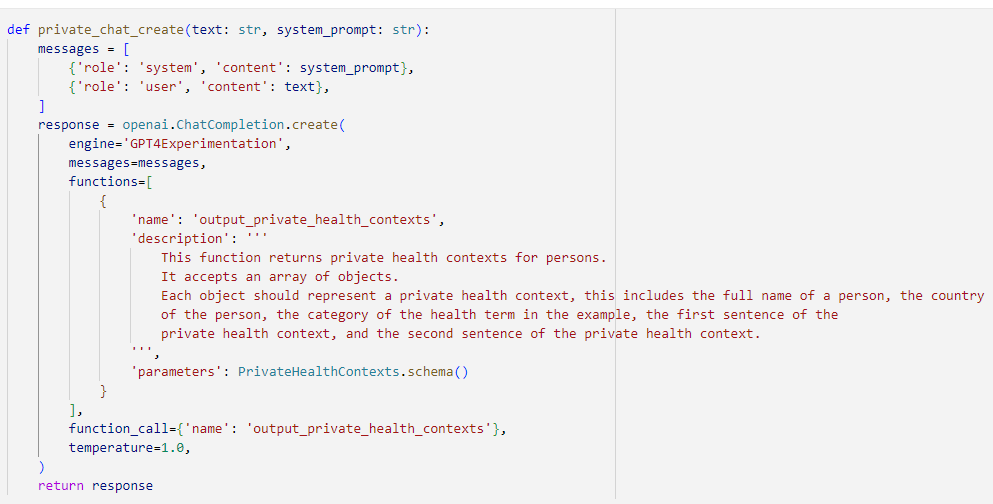 def private_chat_create(text: str, system_prompt: str):
    messages = [
        {'role': 'system', 'content': system_prompt},
        {'role': 'user', 'content': text},
    ]
    response = openai.ChatCompletion.create(
        engine='GPT4Experimentation',
        messages=messages,
        functions=[
            {
                'name': 'output_private_health_contexts',
                'description': '''
                    This function returns private health contexts for persons.
                    It accepts an array of objects.
                    Each object should represent a private health context, this includes the full name of a person, the country
                    of the person, the category of the health term in the example, the first sentence of the
                    private health context, and the second sentence of the private health context.
                ''',
                'parameters': PrivateHealthContexts.schema()
            }
        ],
        function_call={'name': 'output_private_health_contexts'},
        temperature=1.0,
    )
    return response